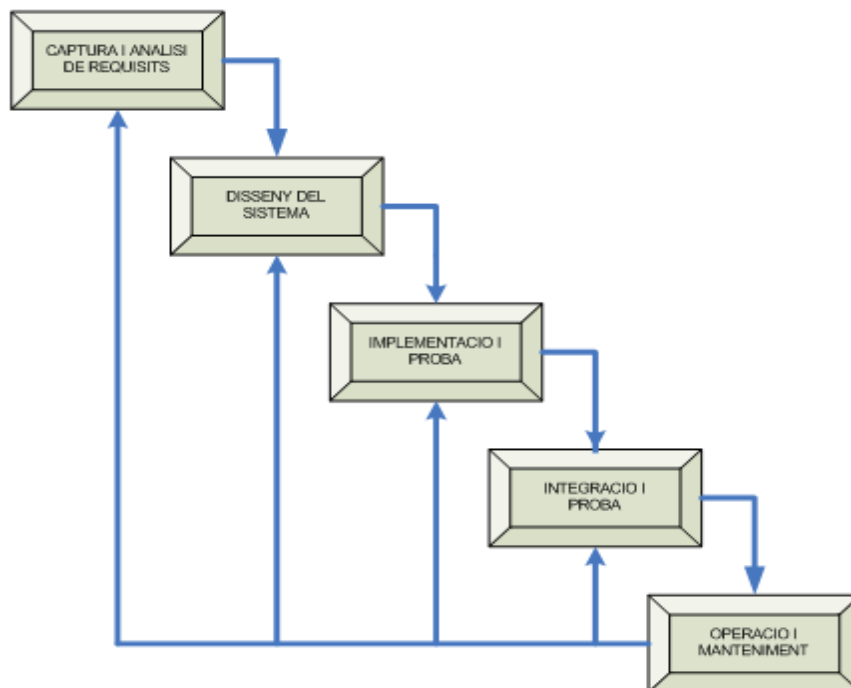 CAPTURA I ANALISI
DE REQUISITS
DISSENY DEL
SISTEMA
IMPLEMENTACIO I
PROBA
INTEGRACIO I
PROBA
OPERACIO I
MANTENIMENT